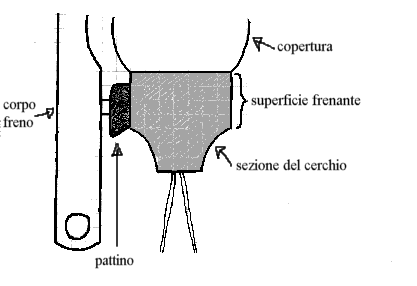 copertura
superficie frenante
corpo
freno
sezione del cerchio
pattino